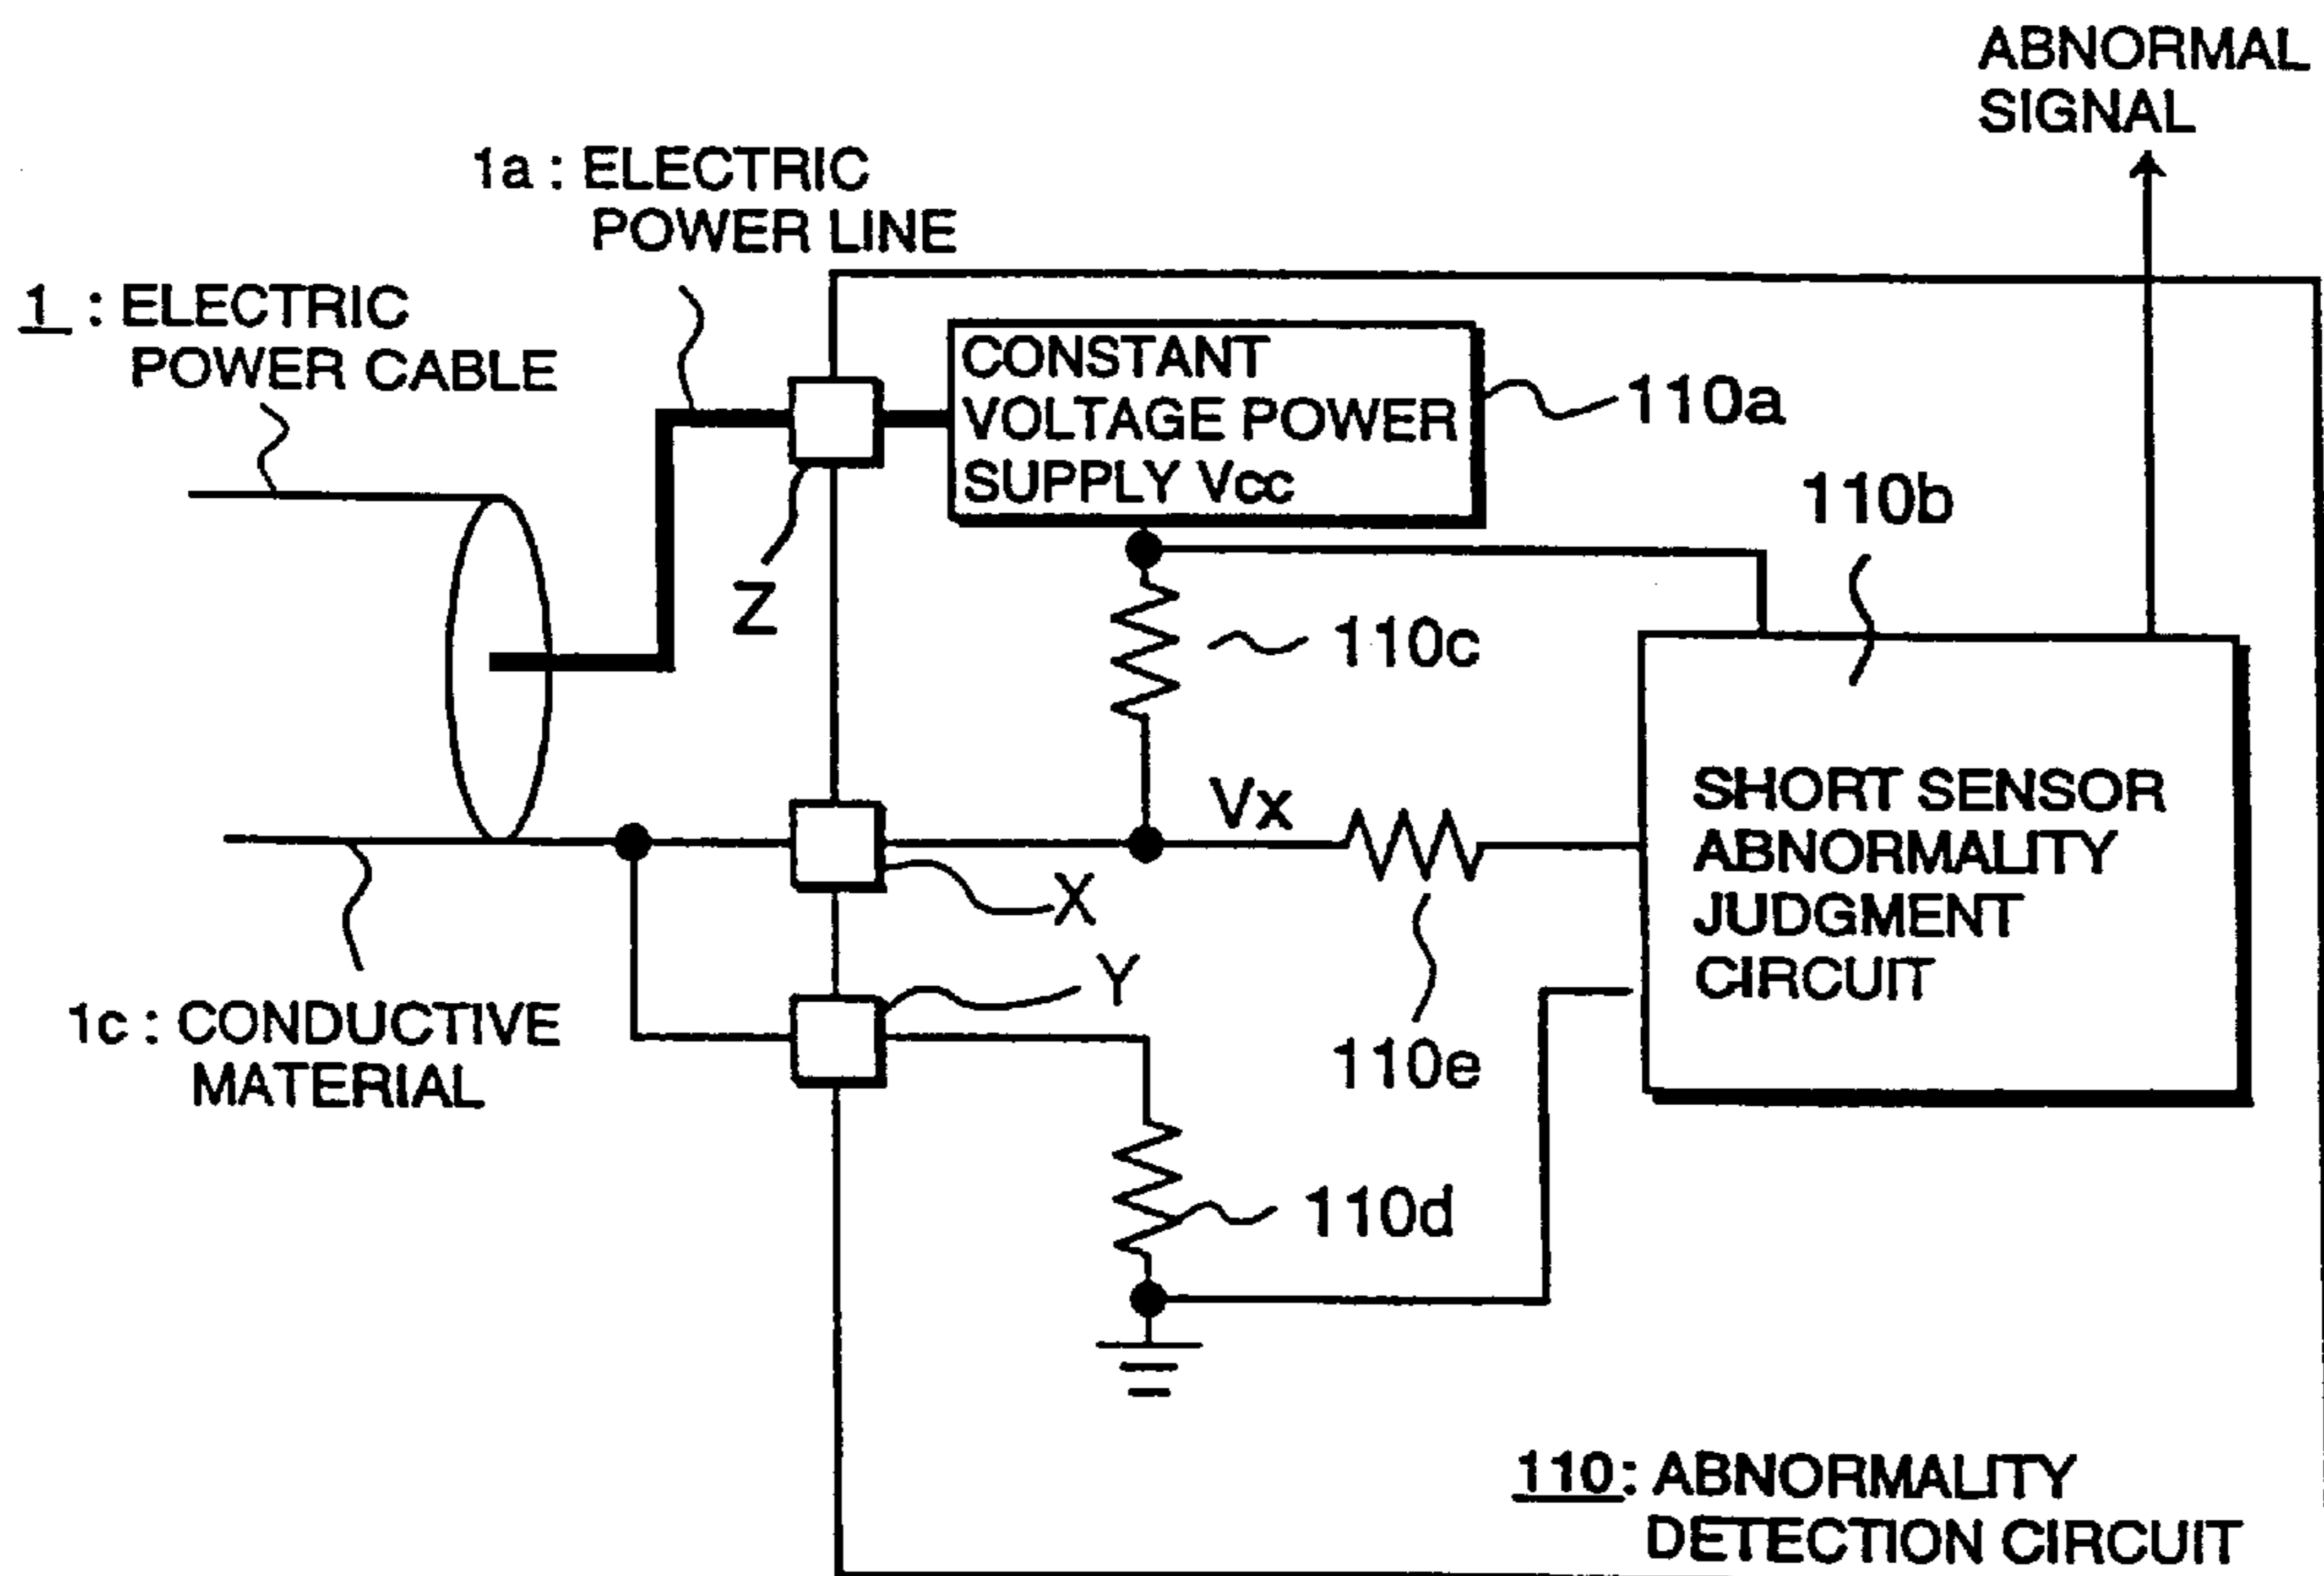 ABNORMAL
SIGNAL
1a : ELECTRIC
POWER LINE
1 : ELECTRIC
POWER CABLE
CONSTANT
VOLTAGE POWER
SUPPLY Vcc
110a
110b
Z
110c
Vx
SHORT SENSOR
ABNORMALITY
JUDGMENT
CIRCUIT
X
Y
1c : CONDUCTIVE
MATERIAL
110e
110d
110 : ABNORMALITY
DETECTION CIRCUIT